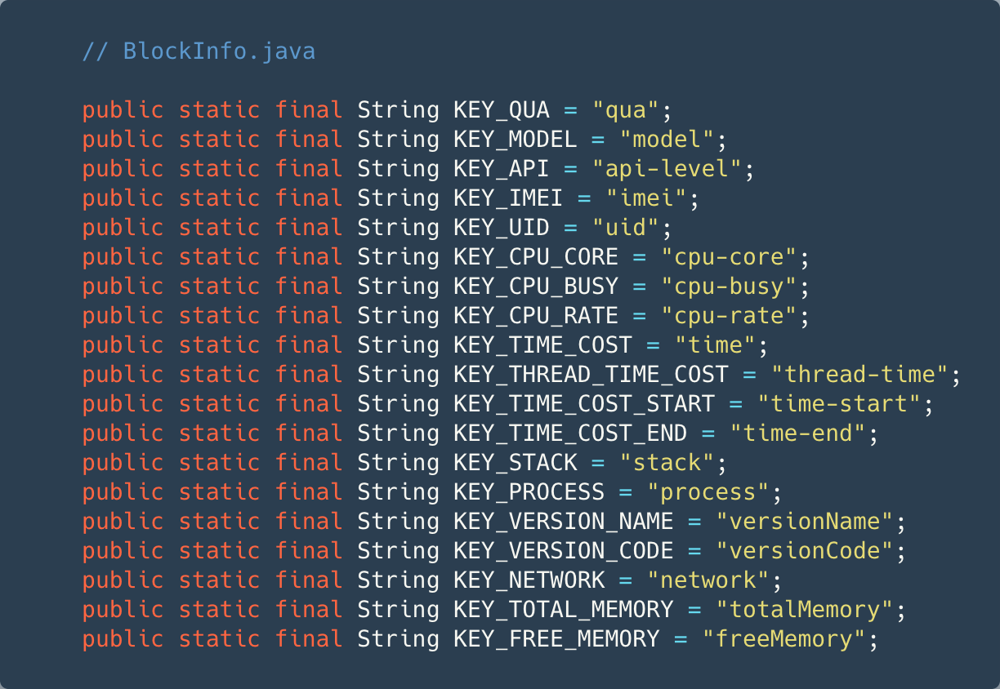 // BlockInfo.java
public static final String KEY_QUA = "qua";
public static final String KEY_MODEL = "model";
public static final String KEY_API = "api-level";
public static final String KEY_IMEI = "imei";
public static final String KEY_UID = "uid";
public static final String KEY_CPU_CORE = "cpu-core";
public static final String KEY_CPU_BUSY = "cpu-busy";
public static final String KEY_CPU_RATE = "cpu-rate";
public static final String KEY_TIME_COST = "time";
public static final String KEY_THREAD_TIME_COST = "thread-time";
public static final String KEY_TIME_COST_START = "time-start";
public static final String KEY_TIME_COST_END = "time-end";
public static final String KEY_STACK = "stack";
public static final String KEY_PROCESS = "process";
public static final String KEY_VERSION_NAME = "versionName";
public static final String KEY_VERSION_CODE = "versionCode";
public static final String KEY_NETWORK = "network";
public static final String KEY_TOTAL_MEMORY = "totalMemory";
public static final String KEY_FREE_MEMORY = "freeMemory";